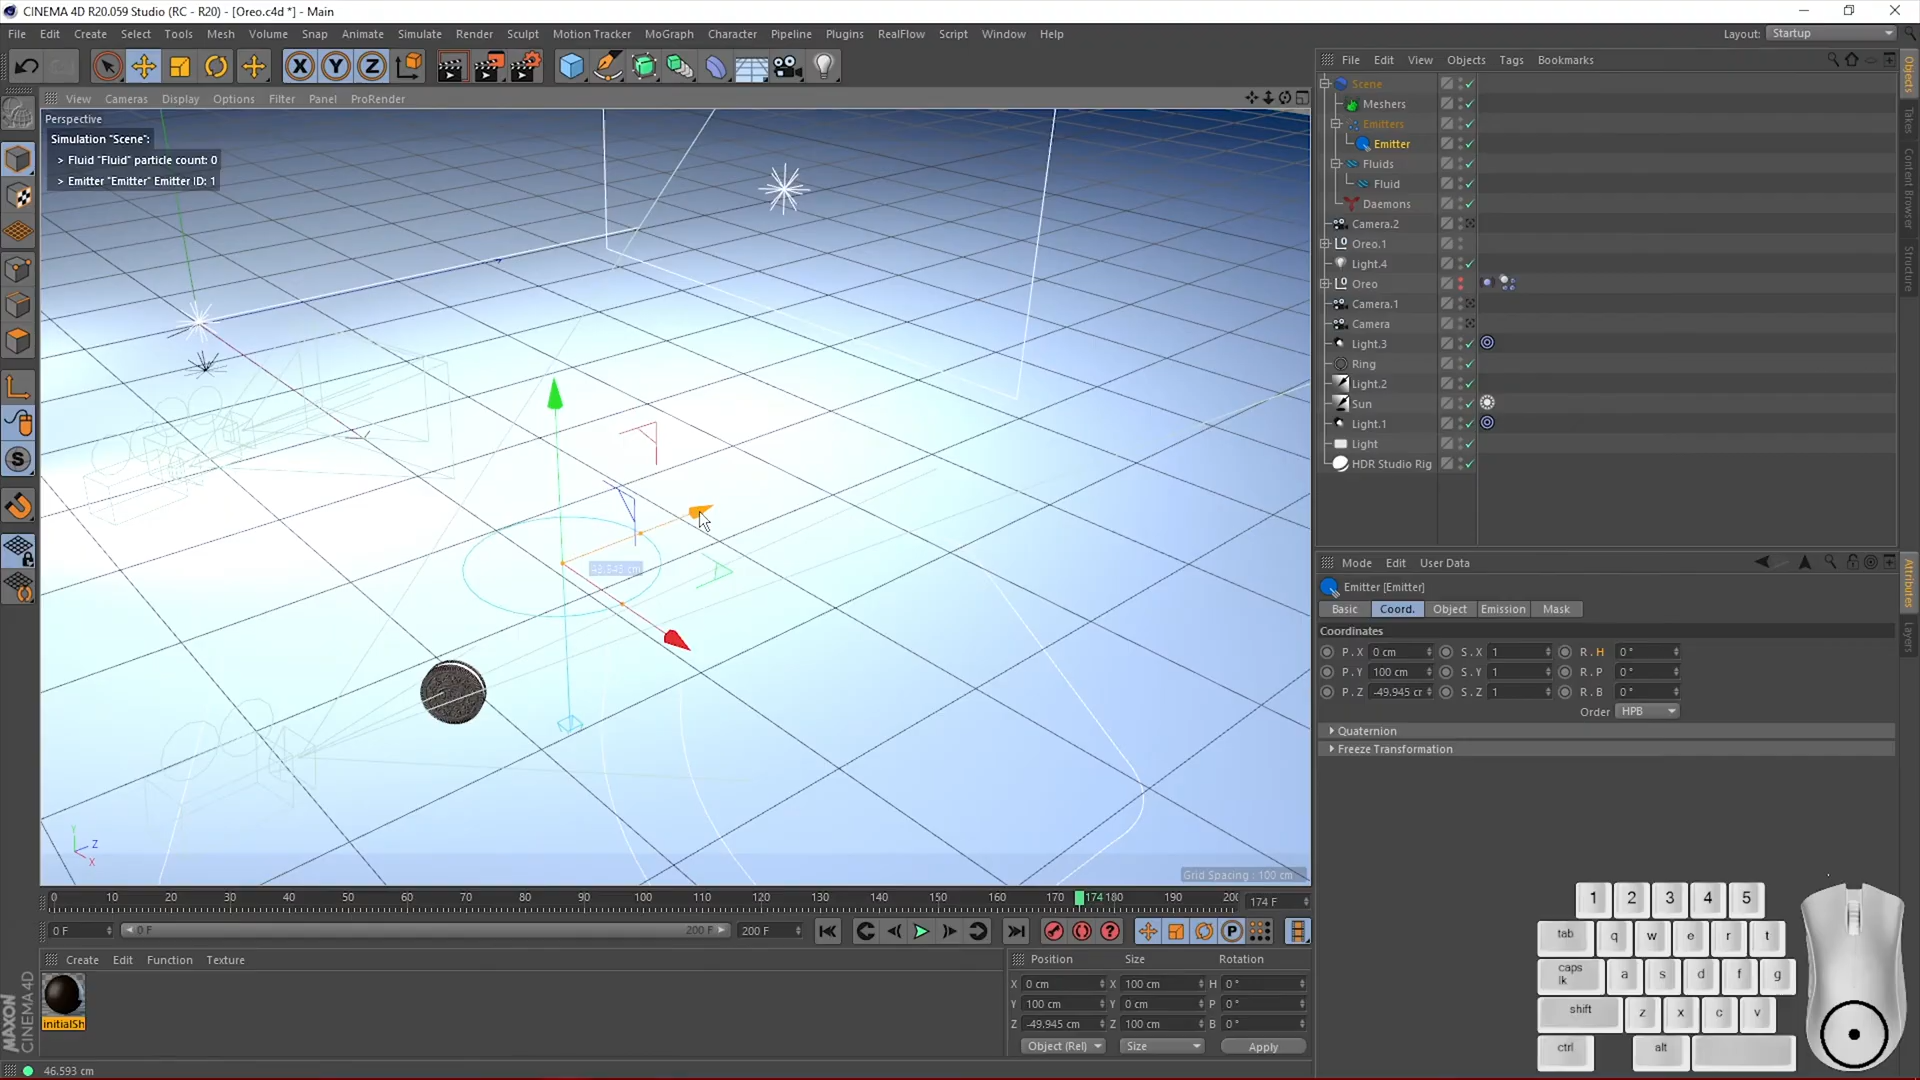 CINEMA 4D R20.059 Studio (RC - R20) - [Oreo.c4d *] - Main
File Edit Create Select Tools Mesh Volume Snap Animate Simulate Render Sculpt Motion Tracker MoGraph Character Pipeline Plugins RealFlow Script Window Help
Layout: Startup
X Y Z
File Edit View Objects Tags Bookmarks
View Cameras Display Options Filter Panel ProRender
Perspective
Simulation "Scene":
> Fluid "Fluid" particle count: 0
> Emitter "Emitter" Emitter ID: 1
Scene
Meshers
Emitters
Emitter
Fluids
Fluid
Daemons
Camera.2
Oreo.1
Light.4
Oreo
Camera.1
Camera
Light.3
Ring
Light.2
Sun
Light.1
Light
HDR Studio Rig
Objects
Takes
Content Browser
Structure
Mode Edit User Data
Emitter [Emitter]
Basic Coord. Object Emission Mask
Coordinates
P . X 0 cm S . X 1 R . H 0 °
P . Y 100 cm S . Y 1 R . P 0 °
P . Z -49.945 cr S . Z 1 R . B 0 °
Order HPB
Quaternion
Freeze Transformation
Attributes
Layers
S
Y
Z
X
Grid Spacing : 100 cm
0 10 20 30 40 50 60 70 80 90 100 110 120 130 140 150 160 170 174 180 190 200
174 F
0 F 0 F 200 F 200 F
P
Create Edit Function Texture
initialSh
MAXON
CINEMA 4D
Position Size Rotation
X 0 cm X 100 cm H 0 °
Y 100 cm Y 0 cm P 0 °
Z -49.945 cm Z 100 cm B 0 °
Object (Rel) Size Apply
46.593 cm
1 2 3 4 5
tab q w e r t
caps lk a s d f g
shift z x c v
ctrl alt